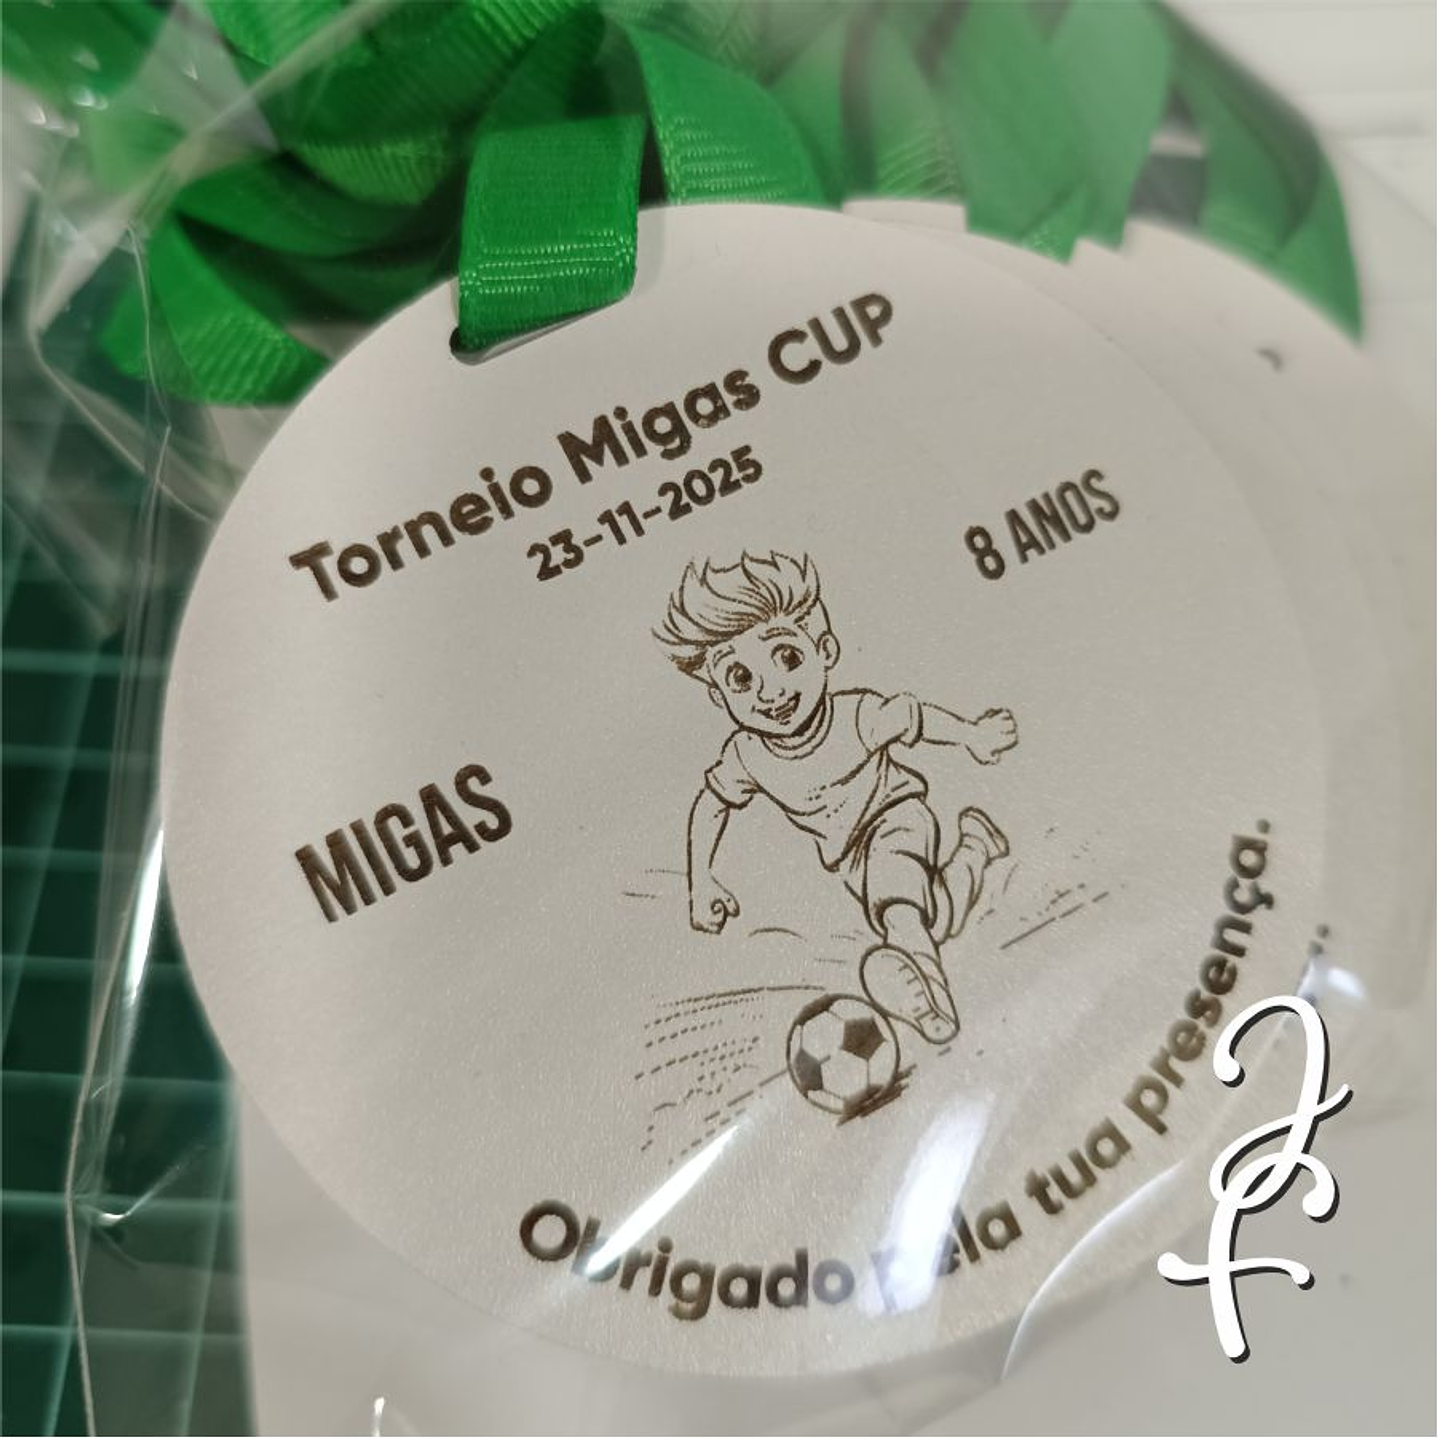 Torneio Migas CUP
23-11-2025
8 ANOS
MIGAS
Obrigado pela tua presença.